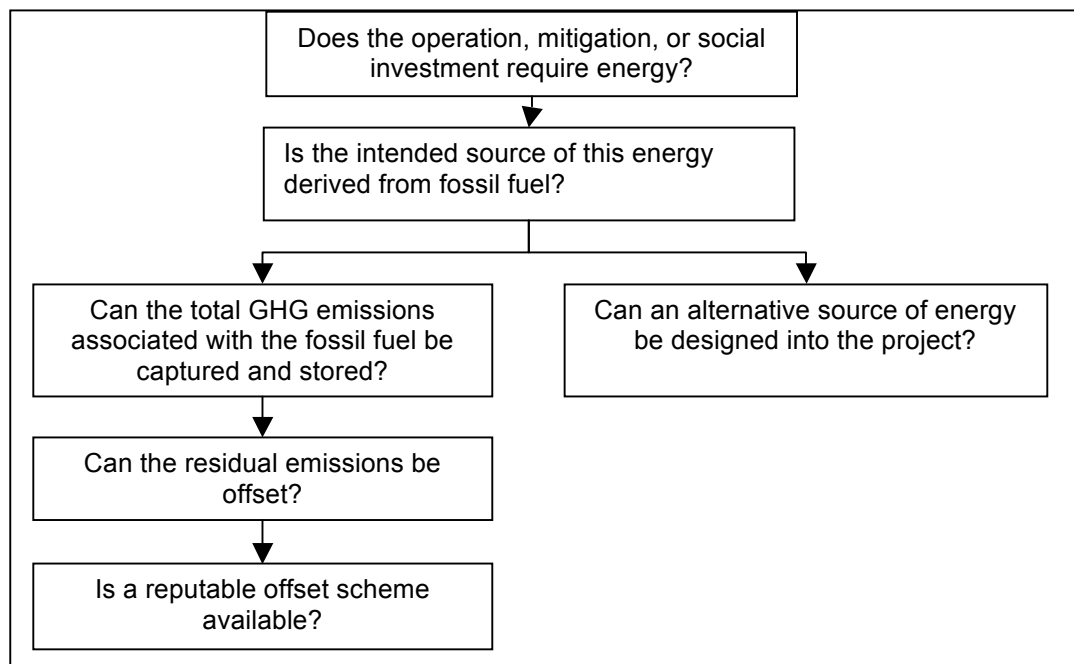 Does the operation, mitigation, or social
investment require energy?
Is the intended source of this energy
derived from fossil fuel?
Can the total GHG emissions
associated with the fossil fuel be
captured and stored?
Can an alternative source of energy
be designed into the project?
Can the residual emissions be
offset?
Is a reputable offset scheme
available?